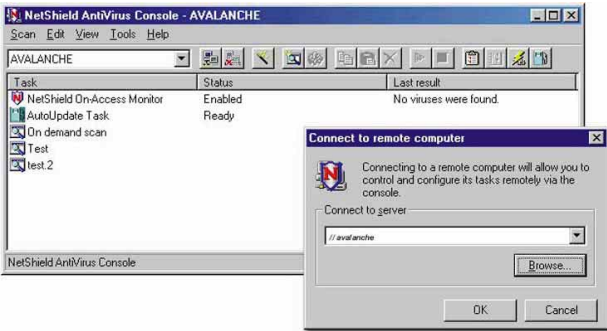 NetShield AntiVirus Console - AVALANCHE
Scan Edit View Tools Help
AVALANCHE
Task Status Last result
NetShield On-Access Monitor Enabled No viruses were found.
AutoUpdate Task Ready
On demand scan
Test
test.2
NetShield AntiVirus Console
Connect to remote computer
Connecting to a remote computer will allow you to
control and configure its tasks remotely via the
console.
Connect to server
//avalanche
Browse...
OK Cancel